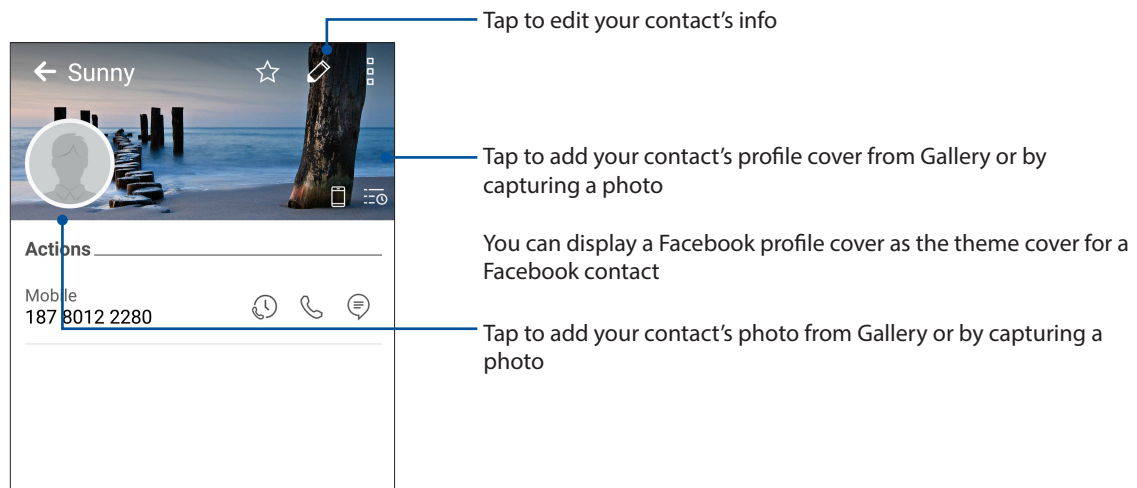 Tap to edit your contact’s info
Sunny
Tap to add your contact’s profile cover from Gallery or by
capturing a photo
You can display a Facebook profile cover as the theme cover for a
Facebook contact
Actions
Mobile
187 8012 2280
Tap to add your contact’s photo from Gallery or by capturing a
photo